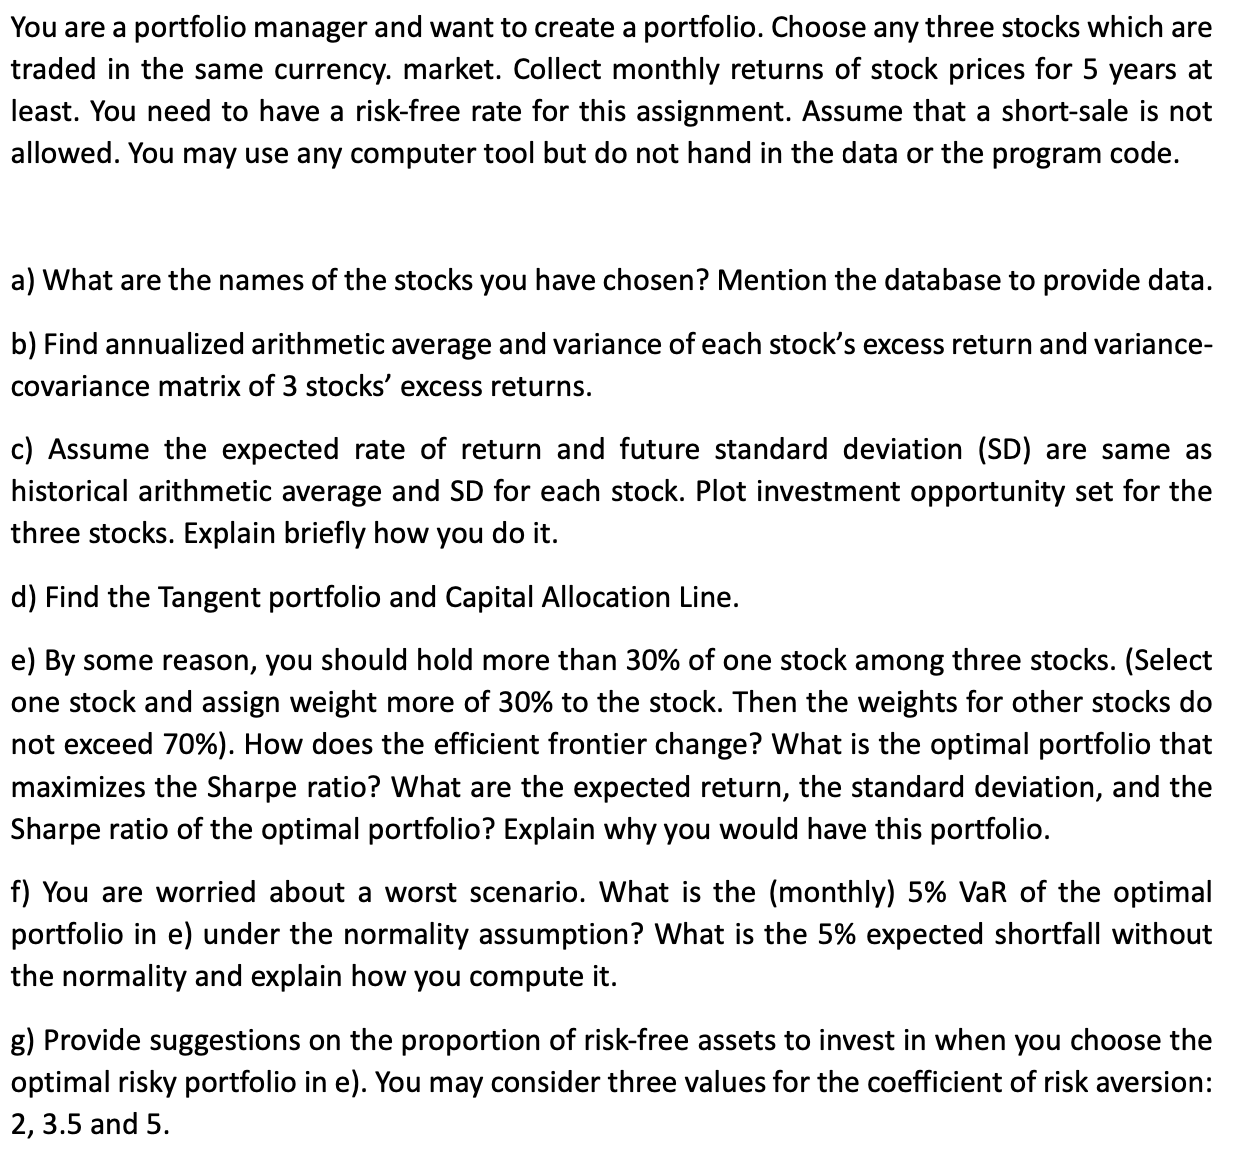 You are a portfolio manager and want to create a portfolio. Choose any three stocks which are
traded in the same currency. market. Collect monthly returns of stock prices for 5 years at
least. You need to have a risk-free rate for this assignment. Assume that a short-sale is not
allowed. You may use any computer tool but do not hand in the data or the program code.
a) What are the names of the stocks you have chosen? Mention the database to provide data.
b) Find annualized arithmetic average and variance of each stock’s excess return and variance-
covariance matrix of 3 stocks’ excess returns.
c) Assume the expected rate of return and future standard deviation (SD) are same as
historical arithmetic average and SD for each stock. Plot investment opportunity set for the
three stocks. Explain briefly how you do it.
d) Find the Tangent portfolio and Capital Allocation Line.
e) By some reason, you should hold more than 30% of one stock among three stocks. (Select
one stock and assign weight more of 30% to the stock. Then the weights for other stocks do
not exceed 70%). How does the efficient frontier change? What is the optimal portfolio that
maximizes the Sharpe ratio? What are the expected return, the standard deviation, and the
Sharpe ratio of the optimal portfolio? Explain why you would have this portfolio.
f) You are worried about a worst scenario. What is the (monthly) 5% VaR of the optimal
portfolio in e) under the normality assumption? What is the 5% expected shortfall without
the normality and explain how you compute it.
g) Provide suggestions on the proportion of risk-free assets to invest in when you choose the
optimal risky portfolio in e). You may consider three values for the coefficient of risk aversion:
2, 3.5 and 5.